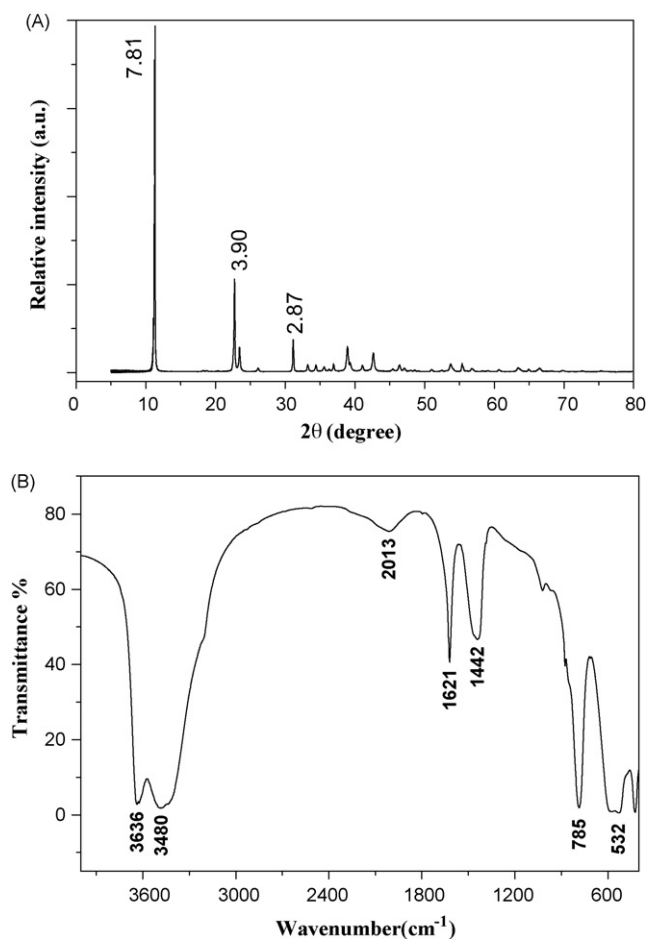 (A)
7.81
3.90
2.87
Relative intensity (a.u.)
0 10 20 30 40 50 60 70 80
2θ (degree)
(B)
80
60
40
20
0
Transmittance %
3636
3480
2013
1621
1442
785
532
3600 3000 2400 1800 1200 600
Wavenumber(cm⁻¹)